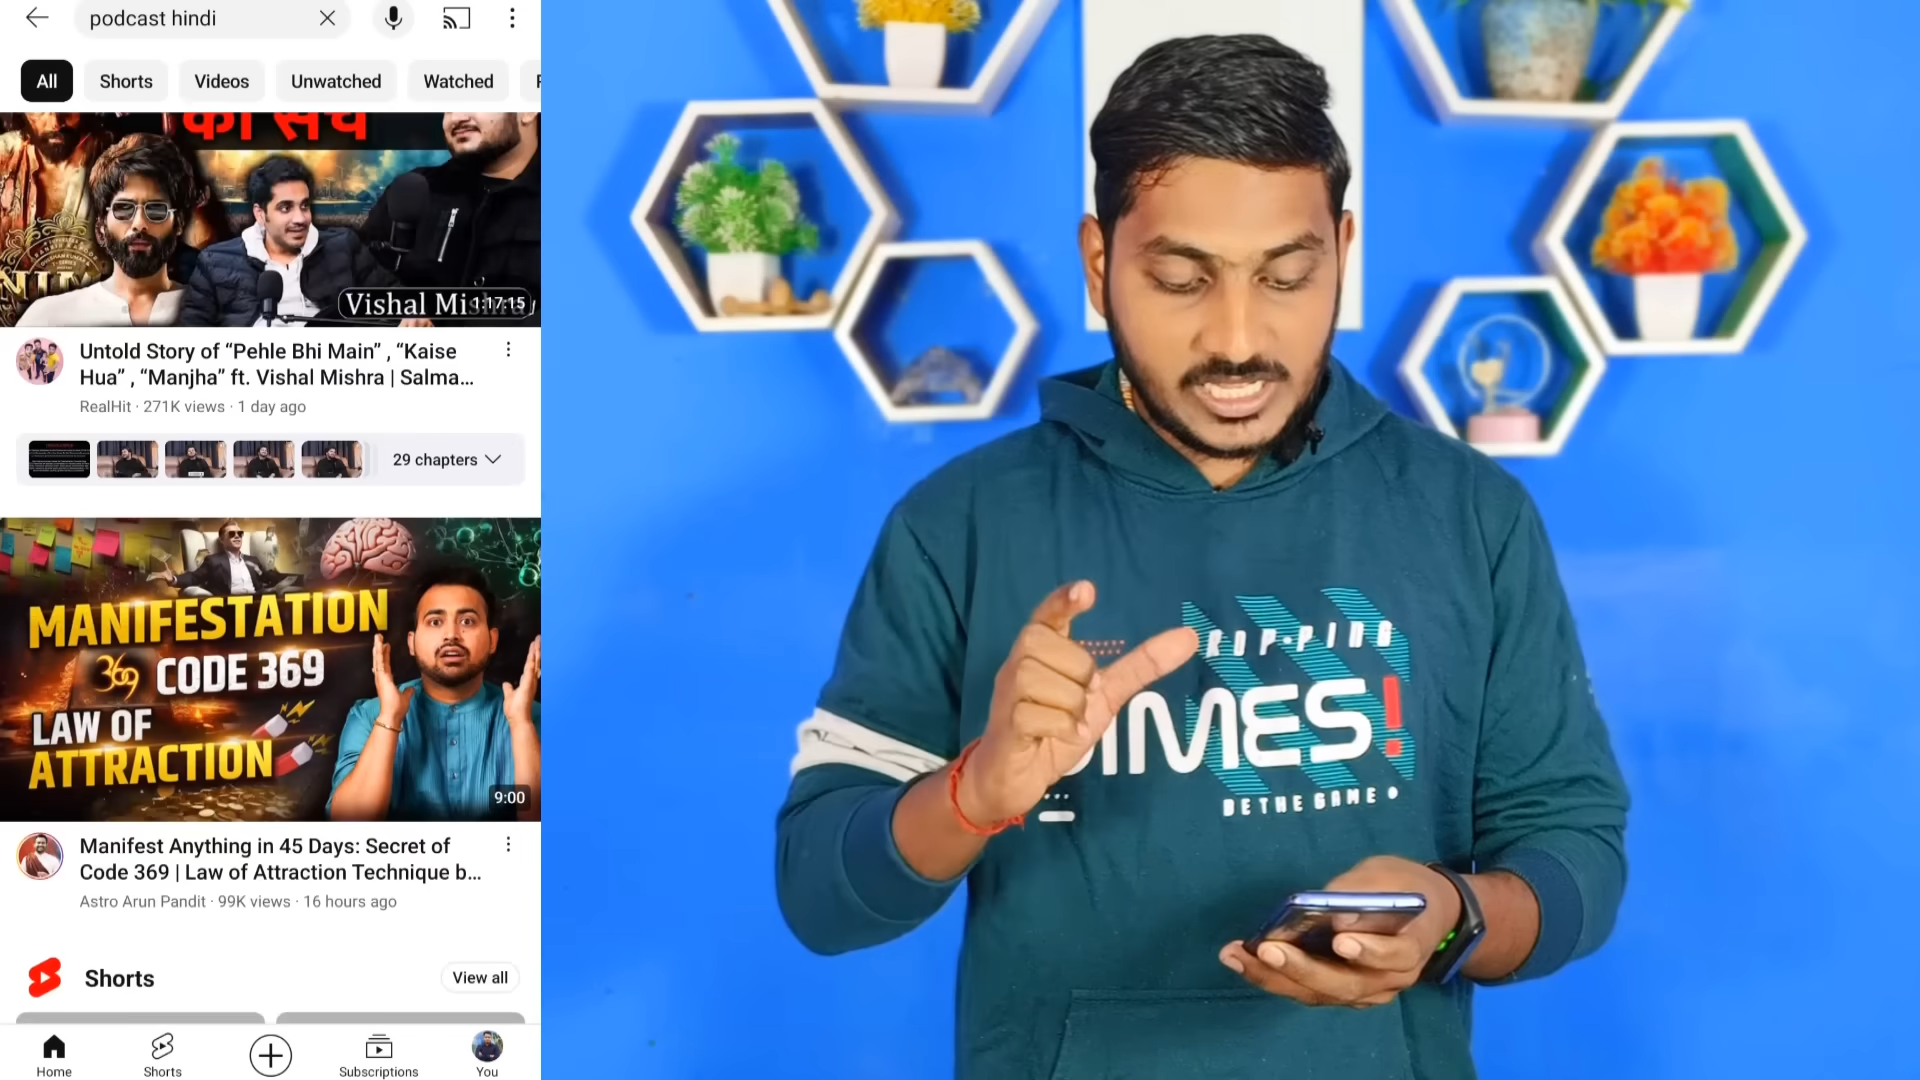 podcast hindi
All
Shorts
Videos
Unwatched
Watched
का सच
Vishal
1:17:15
Untold Story of “Pehle Bhi Main” , “Kaise
Hua” , “Manjha” ft. Vishal Mishra | Salma...
RealHit · 271K views · 1 day ago
29 chapters
MANIFESTATION
369 CODE 369
LAW OF
ATTRACTION
9:00
Manifest Anything in 45 Days: Secret of
Code 369 | Law of Attraction Technique b...
Astro Arun Pandit · 99K views · 16 hours ago
Shorts
View all
Home
Shorts
Subscriptions
You
IMES!
BE THE GAME